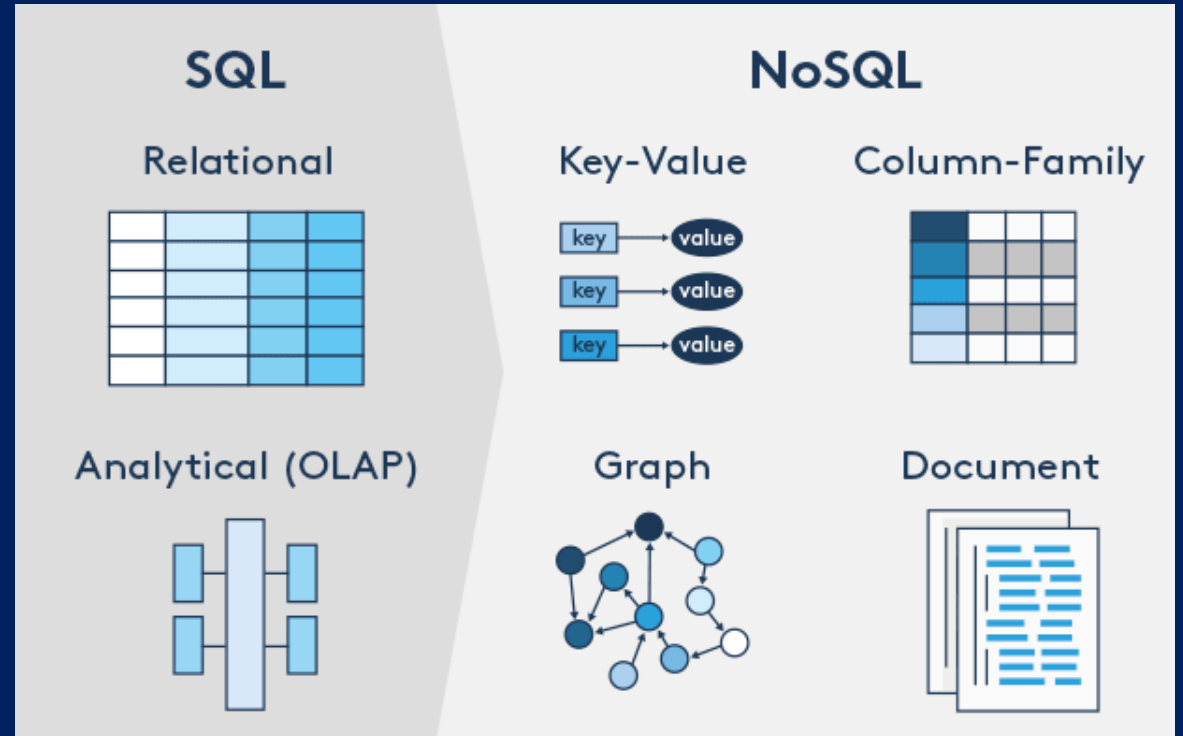 SQL
NoSQL
Relational
Key-Value
Column-Family
key
value
key
value
key
value
Analytical (OLAP)
Graph
Document